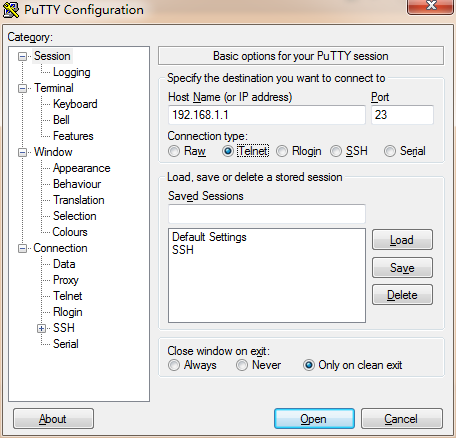 PuTTY Configuration
Category:
Session
Logging
Terminal
Keyboard
Bell
Features
Window
Appearance
Behaviour
Translation
Selection
Colours
Connection
Data
Proxy
Telnet
Rlogin
SSH
Serial
Basic options for your PuTTY session
Specify the destination you want to connect to
Host Name (or IP address) Port
192.168.1.1 23
Connection type:
Raw Telnet Rlogin SSH Serial
Load, save or delete a stored session
Saved Sessions
Default Settings
SSH
Load
Save
Delete
Close window on exit:
Always Never Only on clean exit
About Open Cancel